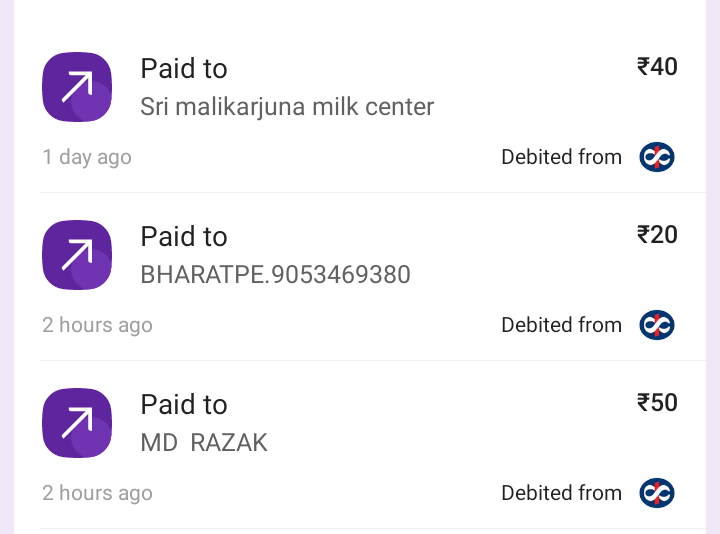 Paid to
₹40
Sri malikarjuna milk center
1 day ago
Debited from
Paid to
₹20
BHARATPE.9053469380
2 hours ago
Debited from
Paid to
₹50
MD  RAZAK
2 hours ago
Debited from